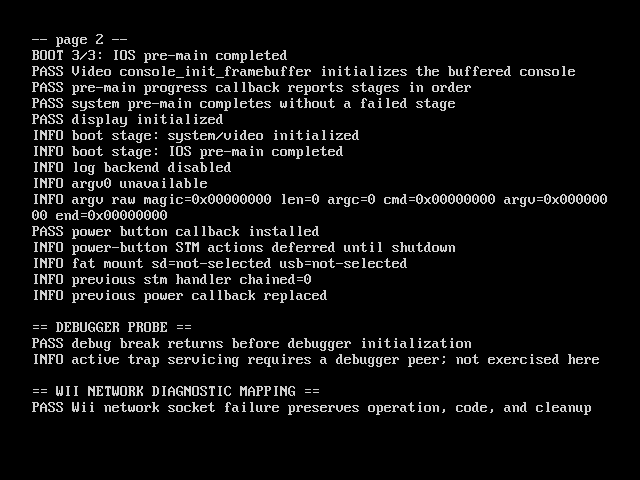 -- page 2 --
BOOT 3/3: IOS pre-main completed
PASS Video console_init_framebuffer initializes the buffered console
PASS pre-main progress callback reports stages in order
PASS system pre-main completes without a failed stage
PASS display initialized
INFO boot stage: system/video initialized
INFO boot stage: IOS pre-main completed
INFO log backend disabled
INFO argv0 unavailable
INFO argv raw magic=0x00000000 len=0 argc=0 cmd=0x00000000 argv=0x000000
00 end=0x00000000
PASS power button callback installed
INFO power-button STM actions deferred until shutdown
INFO fat mount sd=not-selected usb=not-selected
INFO previous stm handler chained=0
INFO previous power callback replaced
== DEBUGGER PROBE ==
PASS debug break returns before debugger initialization
INFO active trap servicing requires a debugger peer; not exercised here
== WII NETWORK DIAGNOSTIC MAPPING ==
PASS Wii network socket failure preserves operation, code, and cleanup